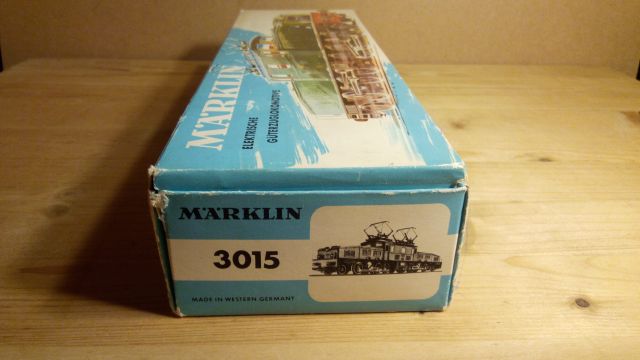 MÄRKLIN
ELEKTRISCHE
GÜTERZUGLOKOMOTIVE
MÄRKLIN
3015
MADE IN WESTERN GERMANY